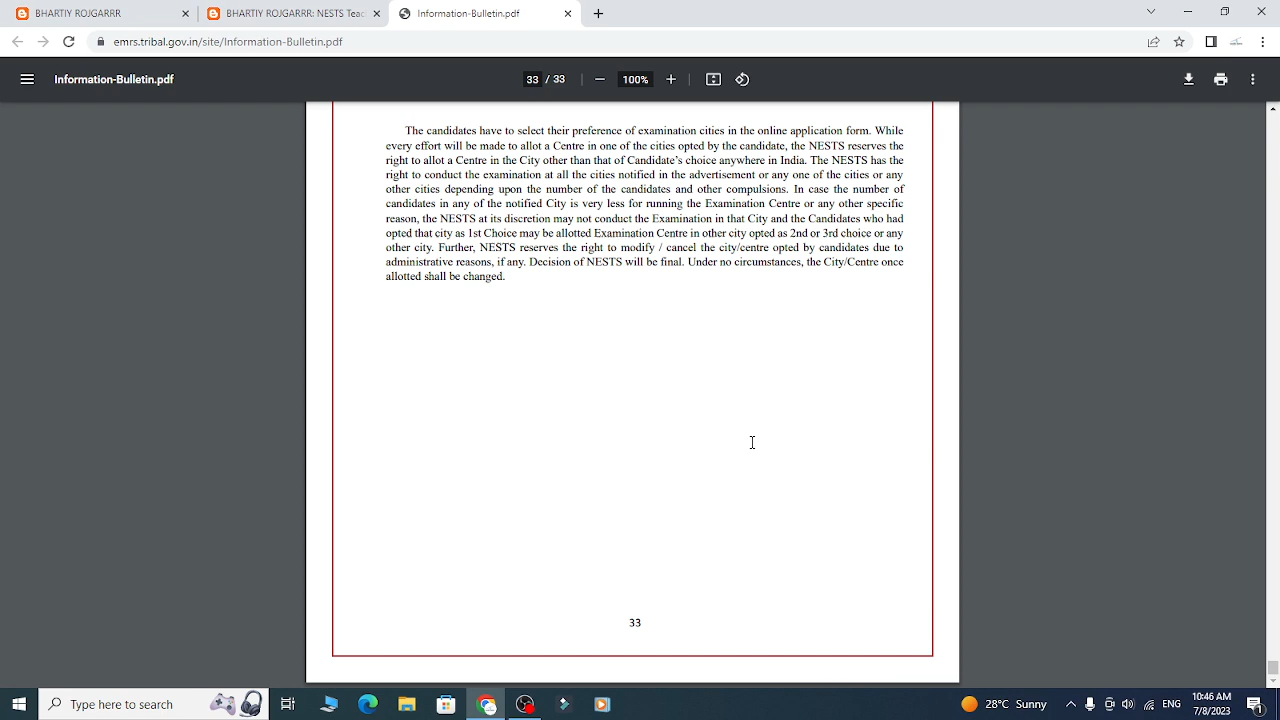 BHARTIY ROJGARRR
BHARTIY ROJGARRR: NESTS Teac
Information-Bulletin.pdf
emrs.tribal.gov.in/site/Information-Bulletin.pdf
Information-Bulletin.pdf
33 / 33
100%
The candidates have to select their preference of examination cities in the online application form. While
every effort will be made to allot a Centre in one of the cities opted by the candidate, the NESTS reserves the
right to allot a Centre in the City other than that of Candidate's choice anywhere in India. The NESTS has the
right to conduct the examination at all the cities notified in the advertisement or any one of the cities or any
other cities depending upon the number of the candidates and other compulsions. In case the number of
candidates in any of the notified City is very less for running the Examination Centre or any other specific
reason, the NESTS at its discretion may not conduct the Examination in that City and the Candidates who had
opted that city as 1st Choice may be allotted Examination Centre in other city opted as 2nd or 3rd choice or any
other city. Further, NESTS reserves the right to modify / cancel the city/centre opted by candidates due to
administrative reasons, if any. Decision of NESTS will be final. Under no circumstances, the City/Centre once
allotted shall be changed.
33
Type here to search
28°C Sunny
ENG
10:46 AM
7/8/2023